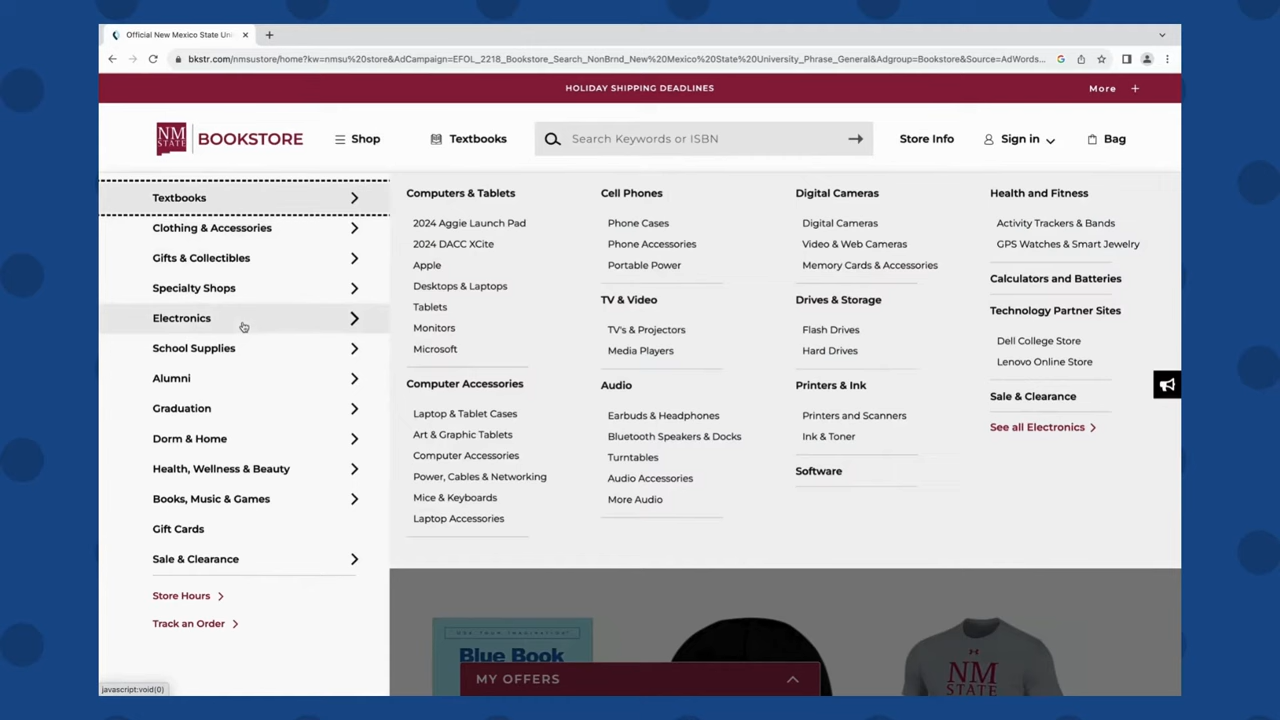 Official New Mexico State Uni
bkstr.com/nmsustore/home?kw=nmsu%20store&AdCampaign=EFOL_2218_Bookstore_Search_NonBrnd_New%20Mexico%20State%20University_Phrase_General&Adgroup=Bookstore&Source=AdWords...
HOLIDAY SHIPPING DEADLINES
More +
NM STATE BOOKSTORE
Shop
Textbooks
Search Keywords or ISBN
Store Info
Sign in
Bag
Textbooks
Clothing & Accessories
Gifts & Collectibles
Specialty Shops
Electronics
School Supplies
Alumni
Graduation
Dorm & Home
Health, Wellness & Beauty
Books, Music & Games
Gift Cards
Sale & Clearance
Store Hours
Track an Order
Computers & Tablets
2024 Aggie Launch Pad
2024 DACC XCite
Apple
Desktops & Laptops
Tablets
Monitors
Microsoft
Computer Accessories
Laptop & Tablet Cases
Art & Graphic Tablets
Computer Accessories
Power, Cables & Networking
Mice & Keyboards
Laptop Accessories
Cell Phones
Phone Cases
Phone Accessories
Portable Power
TV & Video
TV's & Projectors
Media Players
Audio
Earbuds & Headphones
Bluetooth Speakers & Docks
Turntables
Audio Accessories
More Audio
Digital Cameras
Digital Cameras
Video & Web Cameras
Memory Cards & Accessories
Drives & Storage
Flash Drives
Hard Drives
Printers & Ink
Printers and Scanners
Ink & Toner
Software
Health and Fitness
Activity Trackers & Bands
GPS Watches & Smart Jewelry
Calculators and Batteries
Technology Partner Sites
Dell College Store
Lenovo Online Store
Sale & Clearance
See all Electronics
Blue Book
NM
STATE
MY OFFERS
javascript:void(0)